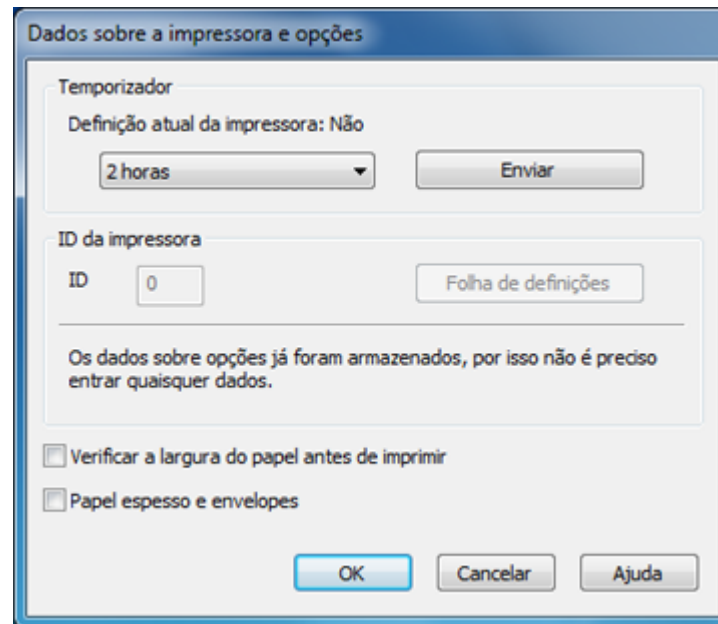 Dados sobre a impressora e opções
Temporizador
Definição atual da impressora: Não
2 horas
Enviar
ID da impressora
ID
0
Folha de definições
Os dados sobre opções já foram armazenados, por isso não é preciso
entrar quaisquer dados.
Verificar a largura do papel antes de imprimir
Papel espesso e envelopes
OK
Cancelar
Ajuda